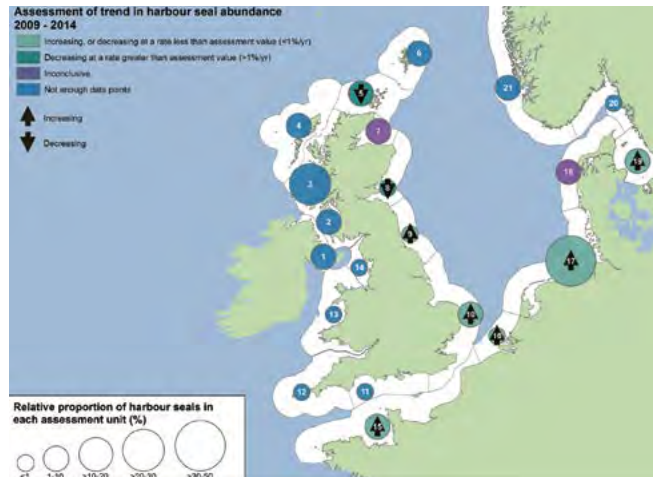 Assessment of trend in harbour seal abundance
2009 - 2014
Increasing, or decreasing at a rate less than assessment value (<1%/yr)
Decreasing at a rate greater than assessment value (>1%/yr)
Inconclusive
Not enough data points
Increasing
Decreasing
6
5
21
4
20
7
19
18
3
8
2
9
1
14
17
13
10
16
12
11
15
Relative proportion of harbour seals in
each assessment unit (%)
<1 1-10 >10-20 >20-30 >30-50